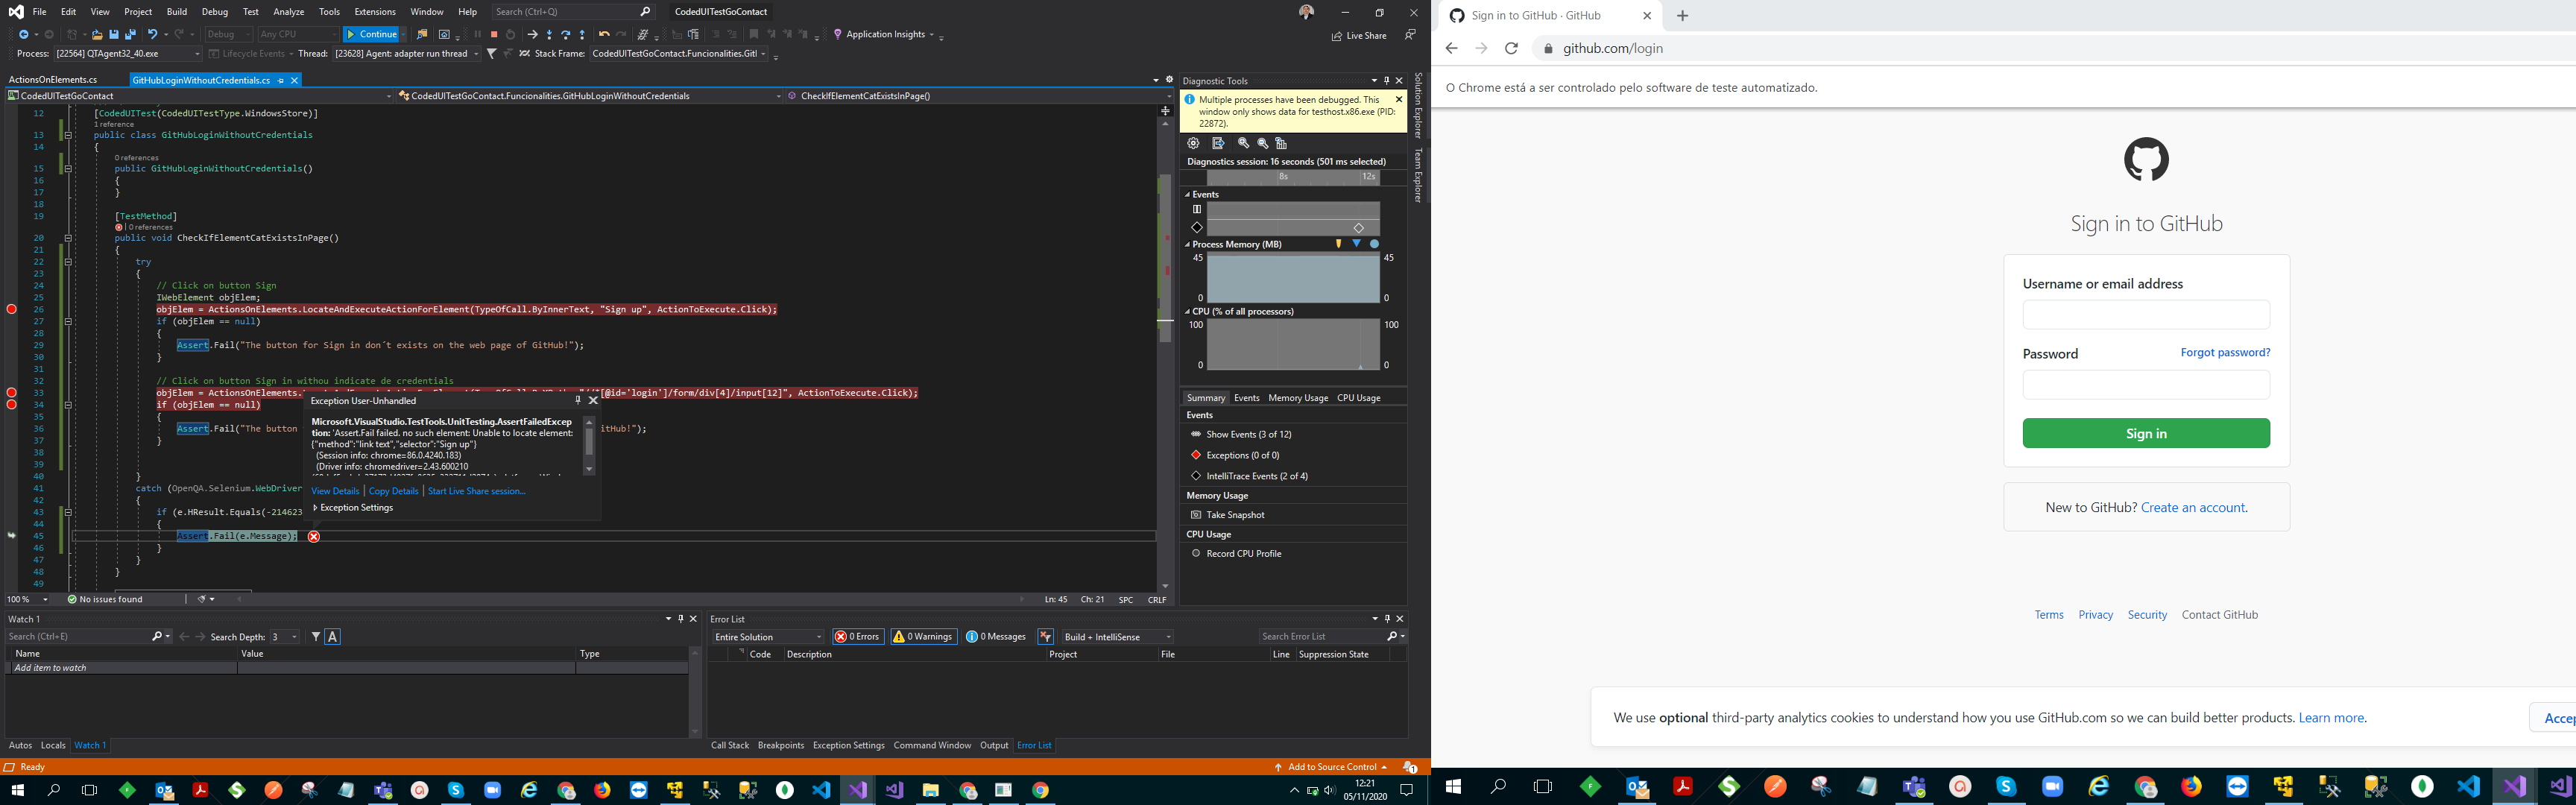 File Edit View Project Build Debug Test Analyze Tools Extensions Window Help Search (Ctrl+Q) CodedUITestGoContact
Debug Any CPU Continue Application Insights Live Share
Process: [22564] QTAgent32_40.exe Lifecycle Events Thread: [23628] Agent: adapter run thread Stack Frame: CodedUITestGoContact.Funcionalities.GitH
ActionsOnElements.cs GitHubLoginWithoutCredentials.cs
CodedUITestGoContact CodedUITestGoContact.Funcionalities.GitHubLoginWithoutCredentials CheckIfElementCatExistsInPage()
12 [CodedUITest(CodedUITestType.WindowsStore)]
1 reference
13 public class GitHubLoginWithoutCredentials
14 {
0 references
15 public GitHubLoginWithoutCredentials()
16 {
17 }
18
19 [TestMethod]
| 0 references
20 public void CheckIfElementCatExistsInPage()
21 {
22 try
23 {
24 // Click on button Sign
25 IWebElement objElem;
26 objElem = ActionsOnElements.LocateAndExecuteActionForElement(TypeOfCall.ByInnerText, "Sign up", ActionToExecute.Click);
27 if (objElem == null)
28 {
29 Assert.Fail("The button for Sign in don´t exists on the web page of GitHub!");
30 }
31
32 // Click on button Sign in withou indicate de credentials
33 objElem = ActionsOnElements. [@id='login']/form/div[4]/input[12]", ActionToExecute.Click);
34 if (objElem == null)
35 {
36 Assert.Fail("The button itHub!");
37 }
38
39
40 }
41 catch (OpenQA.Selenium.WebDriver
42 {
43 if (e.HResult.Equals(-214623
44 {
45 Assert.Fail(e.Message);
46 }
47 }
48 }
49
Exception User-Unhandled
Microsoft.VisualStudio.TestTools.UnitTesting.AssertFailedExcep
tion: 'Assert.Fail failed. no such element: Unable to locate element:
{"method":"link text","selector":"Sign up"}
(Session info: chrome=86.0.4240.183)
(Driver info: chromedriver=2.43.600210
View Details | Copy Details | Start Live Share session...
Exception Settings
100 % No issues found Ln: 45 Ch: 21 SPC CRLF
Diagnostic Tools
Multiple processes have been debugged. This
window only shows data for testhost.x86.exe (PID:
22872).
Diagnostics session: 16 seconds (501 ms selected)
8s 12s
Events
Process Memory (MB)
45 45
0 0
CPU (% of all processors)
100 100
0 0
Summary Events Memory Usage CPU Usage
Events
Show Events (3 of 12)
Exceptions (0 of 0)
IntelliTrace Events (2 of 4)
Memory Usage
Take Snapshot
CPU Usage
Record CPU Profile
Solution Explorer
Team Explorer
Watch 1
Search (Ctrl+E) Search Depth: 3
Name Value Type
Add item to watch
Autos Locals Watch 1
Error List
Entire Solution 0 Errors 0 Warnings 0 Messages Build + IntelliSense Search Error List
Code Description Project File Line Suppression State
Call Stack Breakpoints Exception Settings Command Window Output Error List
Ready Add to Source Control 1
12:21
05/11/2020
Sign in to GitHub · GitHub
github.com/login
O Chrome está a ser controlado pelo software de teste automatizado.
Sign in to GitHub
Username or email address
Password Forgot password?
Sign in
New to GitHub? Create an account.
Terms Privacy Security Contact GitHub
We use optional third-party analytics cookies to understand how you use GitHub.com so we can build better products. Learn more.
Accep